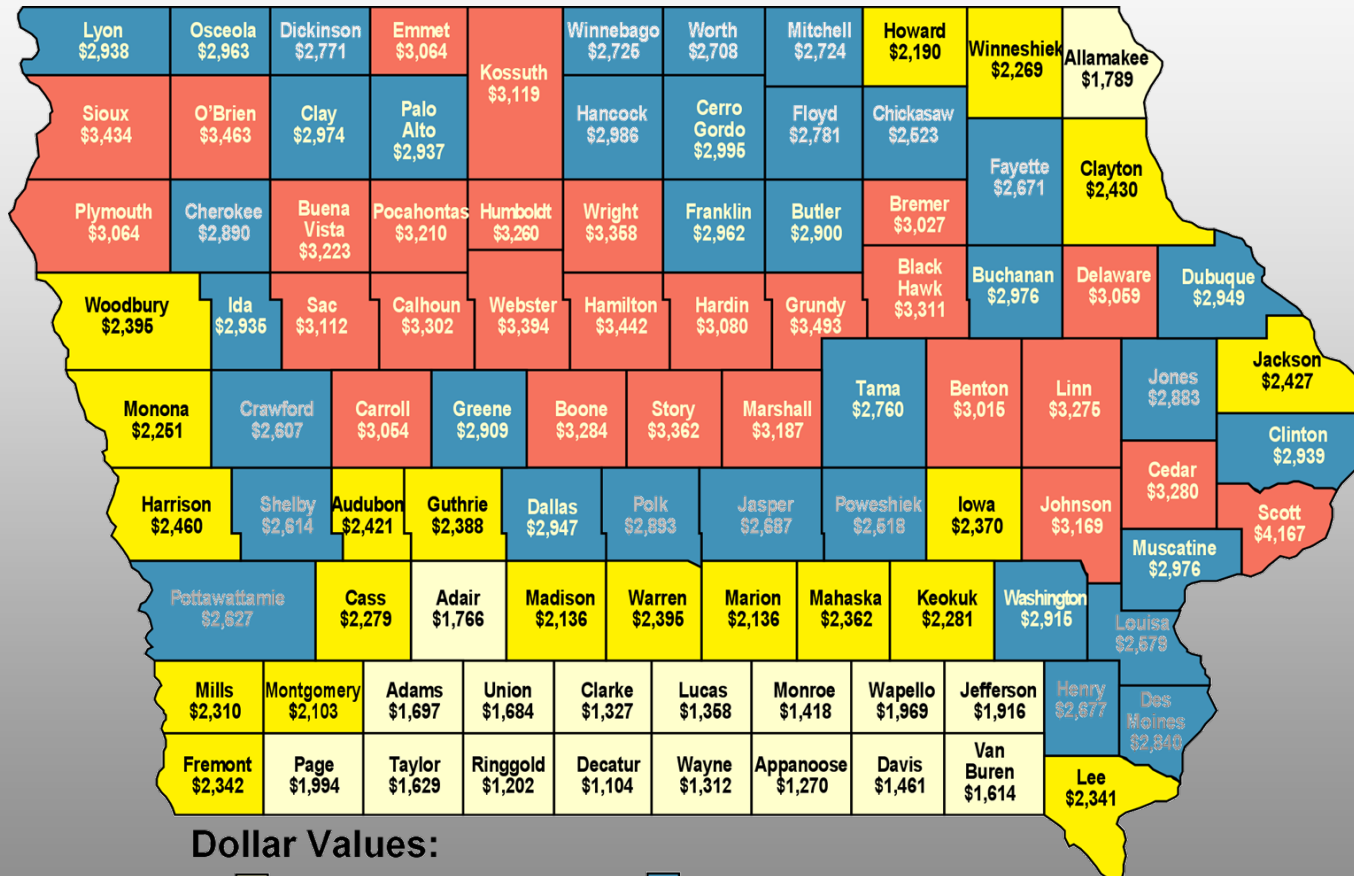 Lyon
$2,938
Osceola
$2,963
Dickinson
$2,771
Emmet
$3,064
Kossuth
$3,119
Winnebago
$2,725
Worth
$2,708
Mitchell
$2,724
Howard
$2,190
Winneshiek
$2,269
Allamakee
$1,789
Sioux
$3,434
O'Brien
$3,463
Clay
$2,974
Palo
Alto
$2,937
Hancock
$2,986
Cerro
Gordo
$2,995
Floyd
$2,781
Chickasaw
$2,523
Fayette
$2,671
Clayton
$2,430
Plymouth
$3,064
Cherokee
$2,890
Buena
Vista
$3,223
Pocahontas
$3,210
Humboldt
$3,260
Wright
$3,358
Franklin
$2,962
Butler
$2,900
Bremer
$3,027
Black
Hawk
$3,311
Buchanan
$2,976
Delaware
$3,059
Dubuque
$2,949
Woodbury
$2,395
Ida
$2,935
Sac
$3,112
Calhoun
$3,302
Webster
$3,394
Hamilton
$3,442
Hardin
$3,080
Grundy
$3,493
Tama
$2,760
Benton
$3,015
Linn
$3,275
Jones
$2,883
Jackson
$2,427
Monona
$2,251
Crawford
$2,607
Carroll
$3,054
Greene
$2,909
Boone
$3,284
Story
$3,362
Marshall
$3,187
Clinton
$2,939
Cedar
$3,280
Scott
$4,167
Harrison
$2,460
Shelby
$2,614
Audubon
$2,421
Guthrie
$2,388
Dallas
$2,947
Polk
$2,893
Jasper
$2,687
Poweshiek
$2,618
Iowa
$2,370
Johnson
$3,169
Muscatine
$2,976
Pottawattamie
$2,627
Cass
$2,279
Adair
$1,766
Madison
$2,136
Warren
$2,395
Marion
$2,136
Mahaska
$2,362
Keokuk
$2,281
Washington
$2,915
Louisa
$2,579
Mills
$2,310
Montgomery
$2,103
Adams
$1,697
Union
$1,684
Clarke
$1,327
Lucas
$1,358
Monroe
$1,418
Wapello
$1,969
Jefferson
$1,916
Henry
$2,677
Des
Moines
$2,840
Fremont
$2,342
Page
$1,994
Taylor
$1,629
Ringgold
$1,202
Decatur
$1,104
Wayne
$1,312
Appanoose
$1,270
Davis
$1,461
Van
Buren
$1,614
Lee
$2,341
Dollar Values: